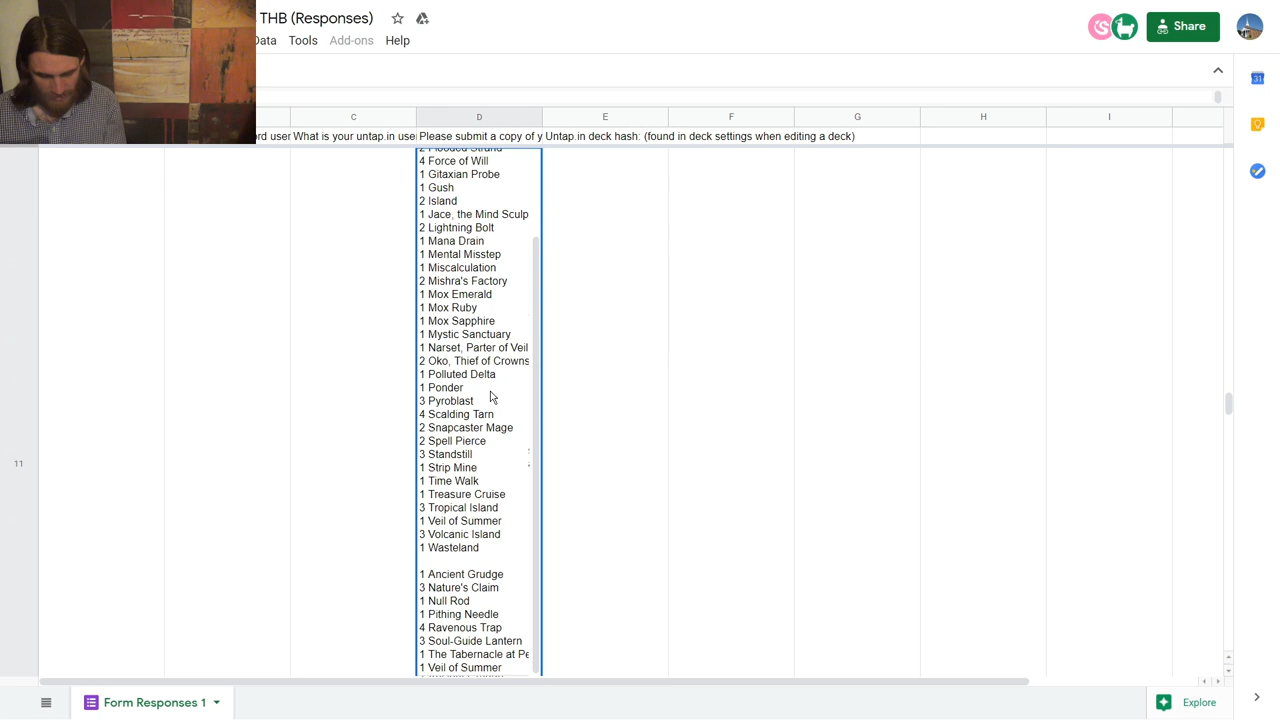 THB (Responses)
Data Tools Add-ons Help
Share
31
C D E F G H I
ord user What is your untap.in use Please submit a copy of y Untap.in deck hash: (found in deck settings when editing a deck)
2 Flooded Strand
4 Force of Will
1 Gitaxian Probe
1 Gush
2 Island
1 Jace, the Mind Sculp
2 Lightning Bolt
1 Mana Drain
1 Mental Misstep
1 Miscalculation
2 Mishra's Factory
1 Mox Emerald
1 Mox Ruby
1 Mox Sapphire
1 Mystic Sanctuary
1 Narset, Parter of Veil
2 Oko, Thief of Crowns
1 Polluted Delta
1 Ponder
3 Pyroblast
4 Scalding Tarn
2 Snapcaster Mage
2 Spell Pierce
3 Standstill
1 Strip Mine
1 Time Walk
1 Treasure Cruise
3 Tropical Island
1 Veil of Summer
3 Volcanic Island
1 Wasteland
11
1 Ancient Grudge
3 Nature's Claim
1 Null Rod
1 Pithing Needle
4 Ravenous Trap
3 Soul-Guide Lantern
1 The Tabernacle at Pe
1 Veil of Summer
Form Responses 1
Explore